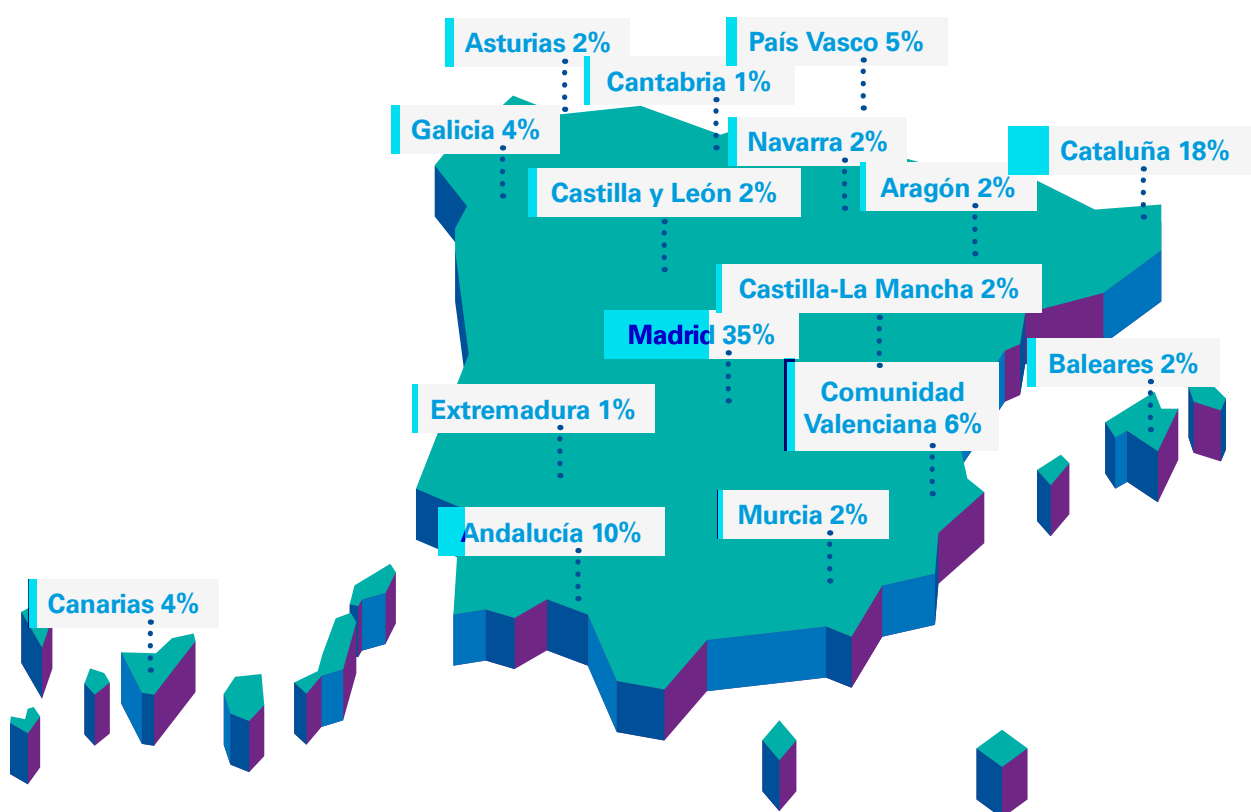 Asturias 2%
País Vasco 5%
Cantabria 1%
Galicia 4%
Navarra 2%
Cataluña 18%
Castilla y León 2%
Aragón 2%
Castilla-La Mancha 2%
Madrid 35%
Baleares 2%
Extremadura 1%
Comunidad
Valenciana 6%
Murcia 2%
Andalucía 10%
Canarias 4%